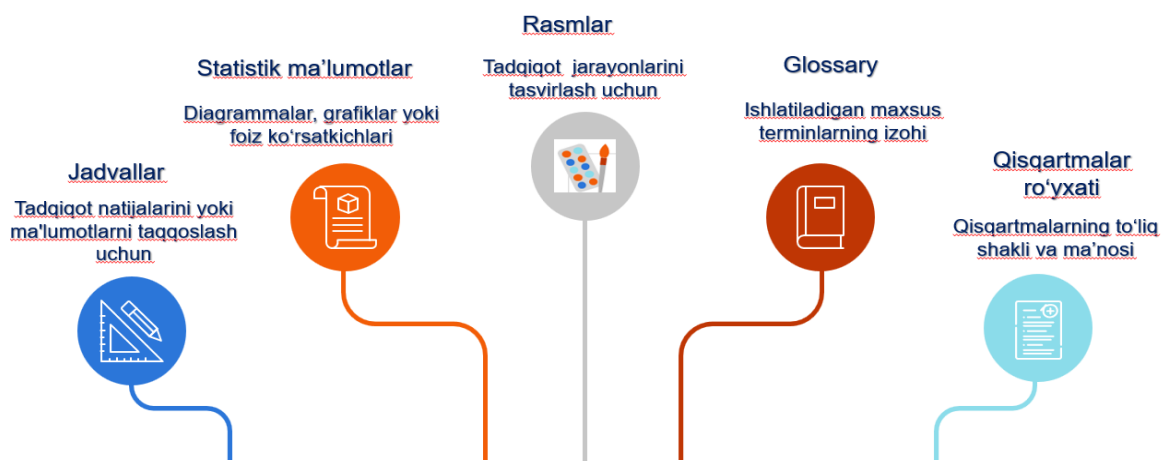 Jadvallar
Tadqiqot natijalarini yoki
ma'lumotlarni taqqoslash
uchun
Statistik ma’lumotlar
Diagrammalar, grafiklar yoki
foiz ko‘rsatkichlari
Rasmlar
Tadqiqot jarayonlarini
tasvirlash uchun
Glossary
Ishlatiladigan maxsus
terminlarning izohi
Qisqartmalar
ro‘yxati
Qisqartmalarning to‘liq
shakli va ma’nosi